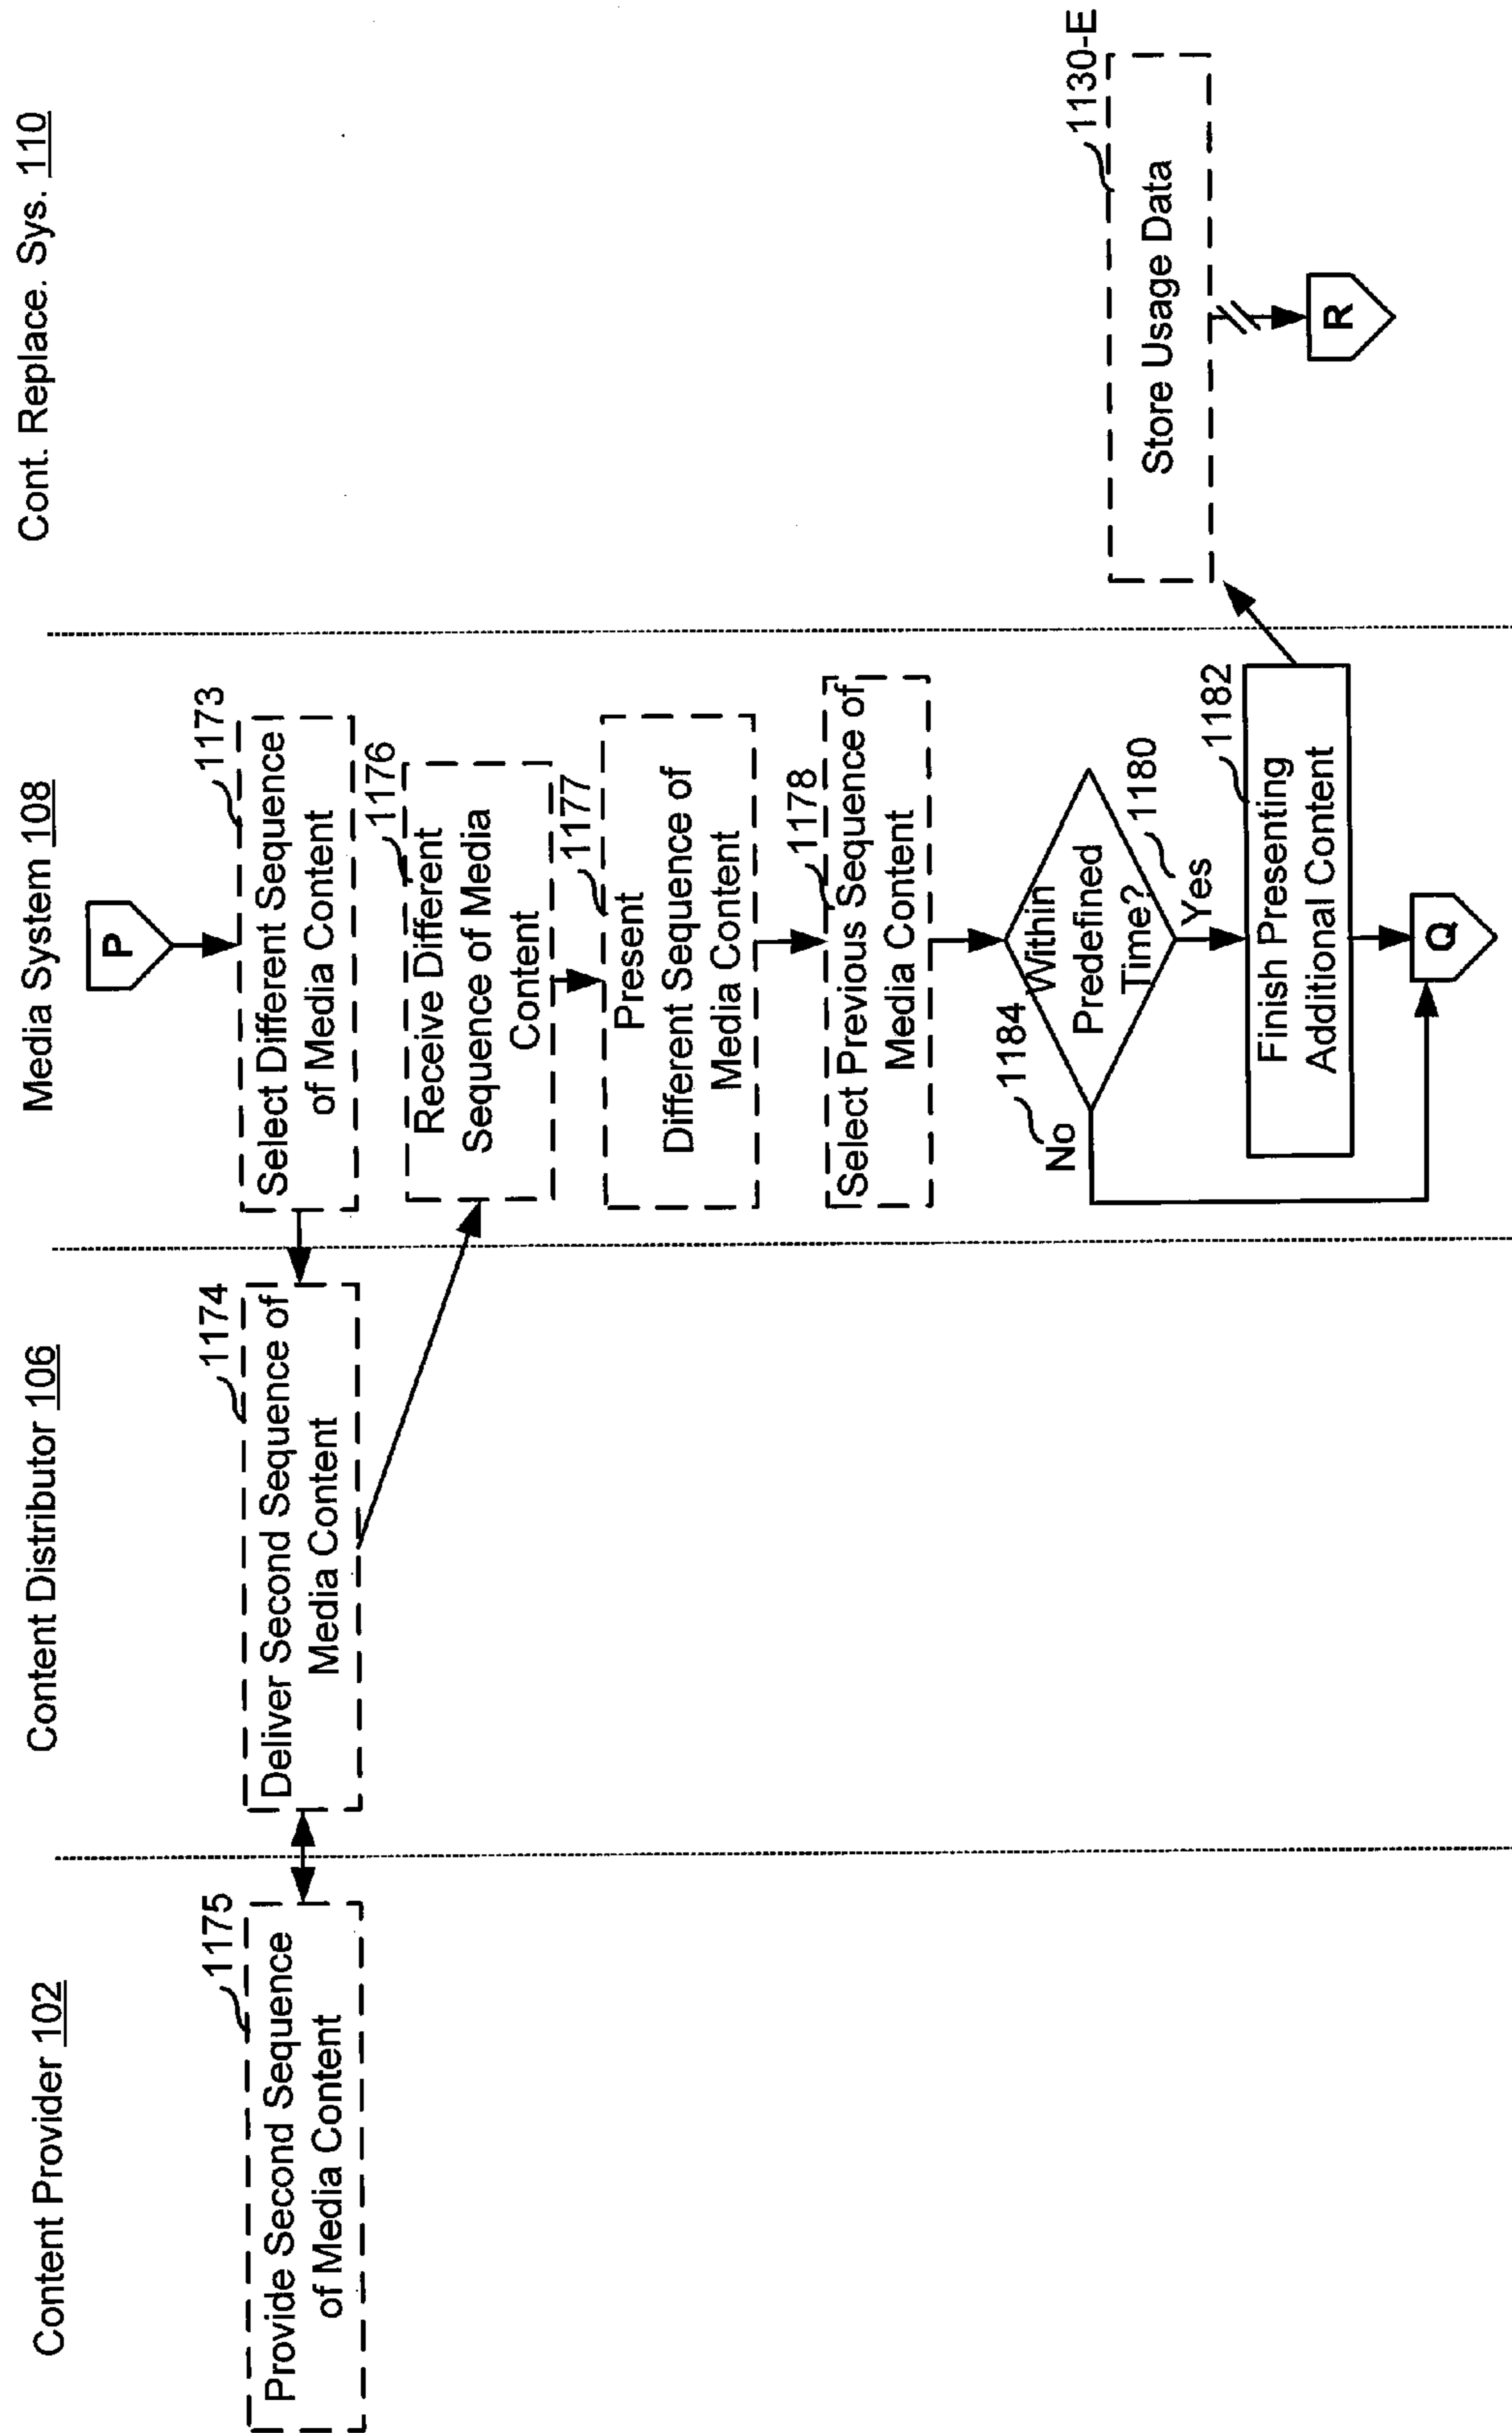 Content Provider 102
Content Distributor 106
Media System 108
Cont. Replace. Sys. 110
P
1173
Select Different Sequence
of Media Content
1174
Deliver Second Sequence of
Media Content
1175
Provide Second Sequence
of Media Content
1176
Receive Different
Sequence of Media
Content
1177
Present
Different Sequence of
Media Content
1178
Select Previous Sequence of
Media Content
Within
Predefined
Time?
1184
No
1180
Yes
1182
Finish Presenting
Additional Content
1130-E
Store Usage Data
Q
R